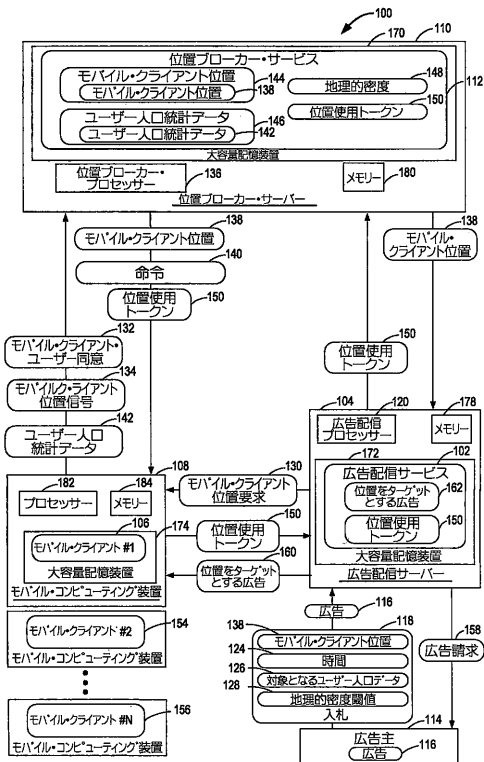 100
170
110
位置ブローカー・サービス
モバイル・クライアント位置
144
モバイル・クライアント位置
138
地理的密度
148
112
ユーザー人口統計データ
146
ユーザー人口統計データ
142
位置使用トークン
150
大容量記憶装置
位置ブローカー・
プロセッサー
136
メモリー
180
位置ブローカー・サーバー
138
モバイル・クライアント位置
140
命令
150
位置使用
トークン
138
モバイル・
クライアント位置
132
モバイル・クライアント・
ユーザー同意
134
モバイルク・ライアント
位置信号
142
ユーザー人口
統計データ
150
位置使用
トークン
104
120
178
広告配信
プロセッサー
メモリー
172
102
広告配信サービス
位置をターゲット
とする広告
162
位置使用
トークン
150
大容量記憶装置
広告配信サーバー
182
184
108
プロセッサー
メモリー
106
174
モバイル・クライアント #1
大容量記憶装置
モバイル・コンピューティング装置
130
モバイル・クライアント
位置要求
150
位置使用
トークン
160
位置をターゲット
とする広告
モバイル・クライアント #2
154
モバイル・コンピューティング装置
モバイル・クライアント #N
156
モバイル・コンピューティング装置
広告
116
138
118
モバイル・クライアント位置
124
時間
126
対象となるユーザー人口データ
128
地理的密度閾値
入札
158
広告請求
114
広告主
広告
116